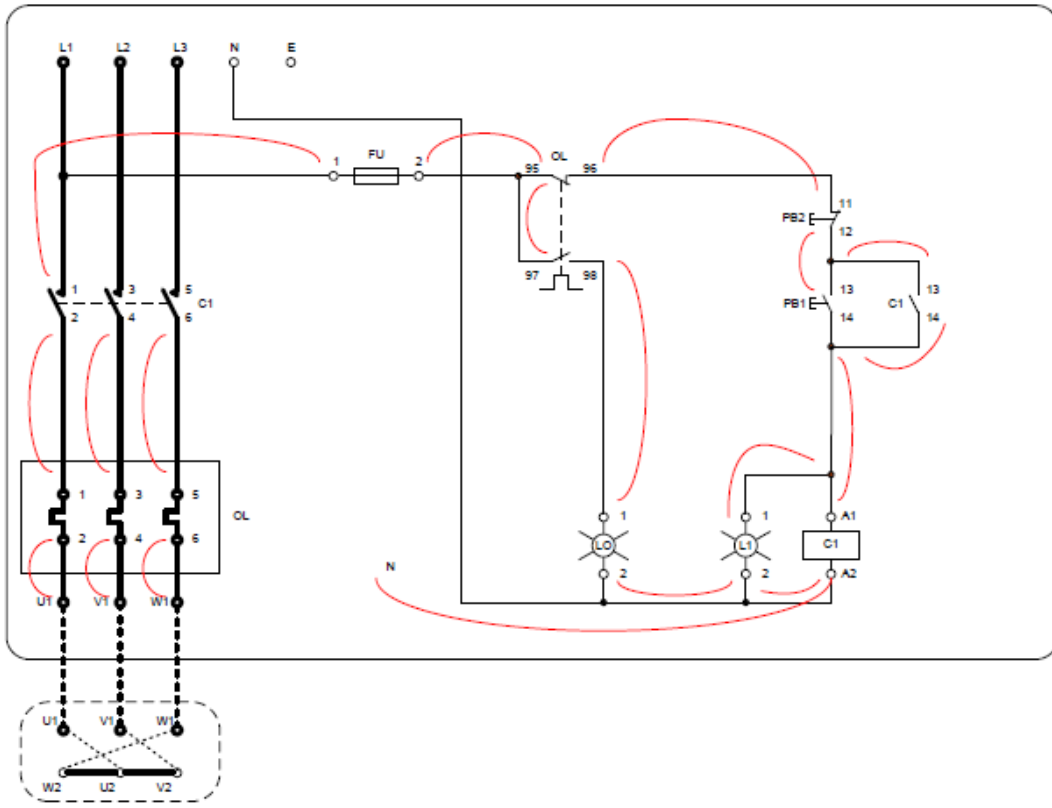 L1 L2 L3 N E
1 FU 2 95 OL 96
11
PB2
12
97 98
1 3 5 13 13
C1 PB1 C1
2 4 6 14 14
1 3 5
OL
1 1 A1
LO L1 C1
2 4 6
N 2 2 A2
U1 V1 W1
U1 V1 W1
W2 U2 V2